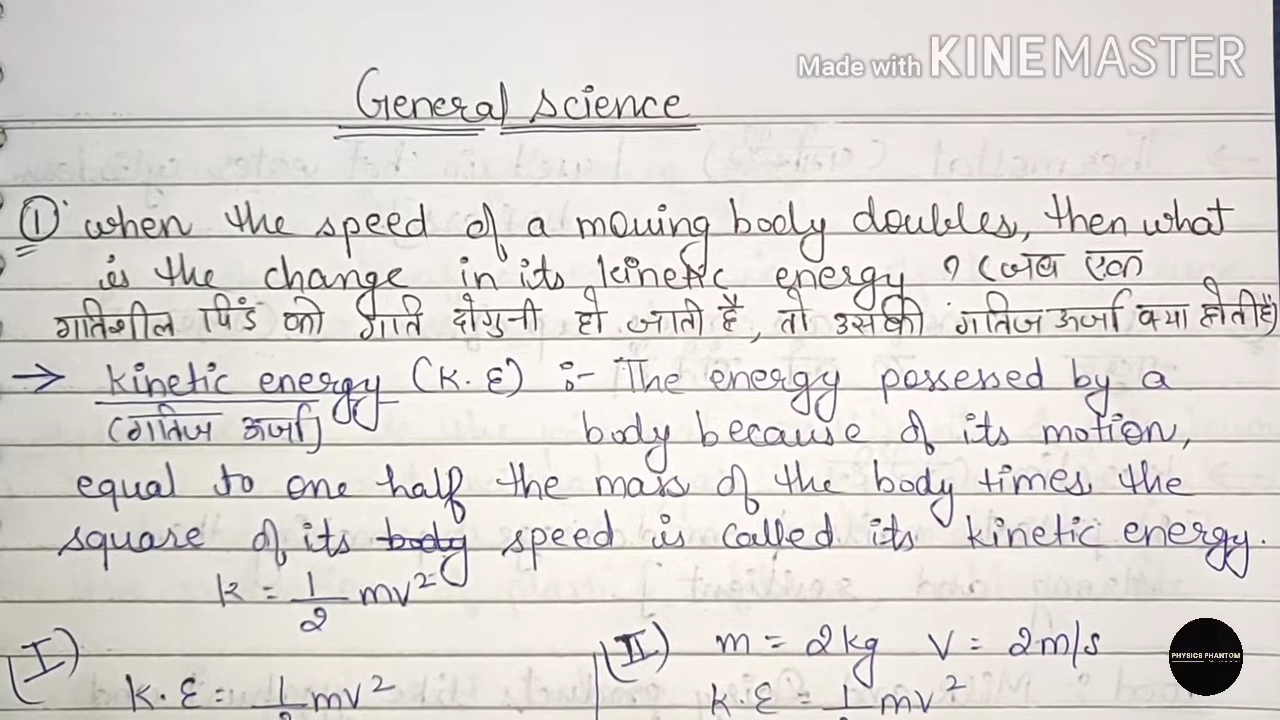 Made with KINEMASTER
General science
① when the speed of a moving body doubles, then what
is the change in its kinetic energy ? (जब एक
गतिशील पिंड को गति दोगुनी हो जाती है, तो उसकी गतिज ऊर्जा क्या होती है)
→ kinetic energy (K.E) :- The energy possessed by a
(गतिज ऊर्जा) body because of its motion,
equal to one half the mass of the body times the
square of its body speed is called its kinetic energy.
k = 1/2 mv²
(I) (II) m = 2kg v = 2m/s
K.E = 1/2 mv² K.E = 1/2 mv²
PHYSICS PHANTOM